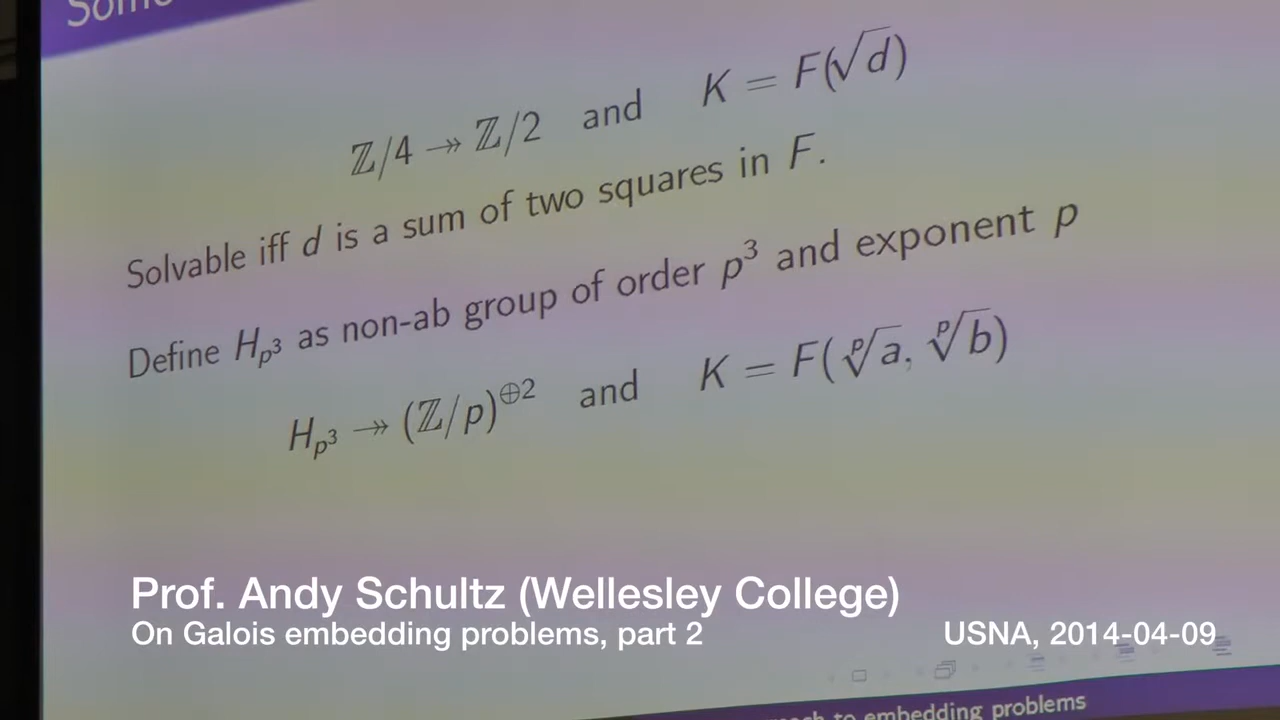 ℤ/4 ↠ ℤ/2 and K = F(√d)
Solvable iff d is a sum of two squares in F.
Define H_{p^3} as non-ab group of order p^3 and exponent p
H_{p^3} ↠ (ℤ/p)^{⊕2} and K = F(ᵖ√a, ᵖ√b)
Prof. Andy Schultz (Wellesley College)
On Galois embedding problems, part 2
USNA, 2014-04-09
to embedding problems